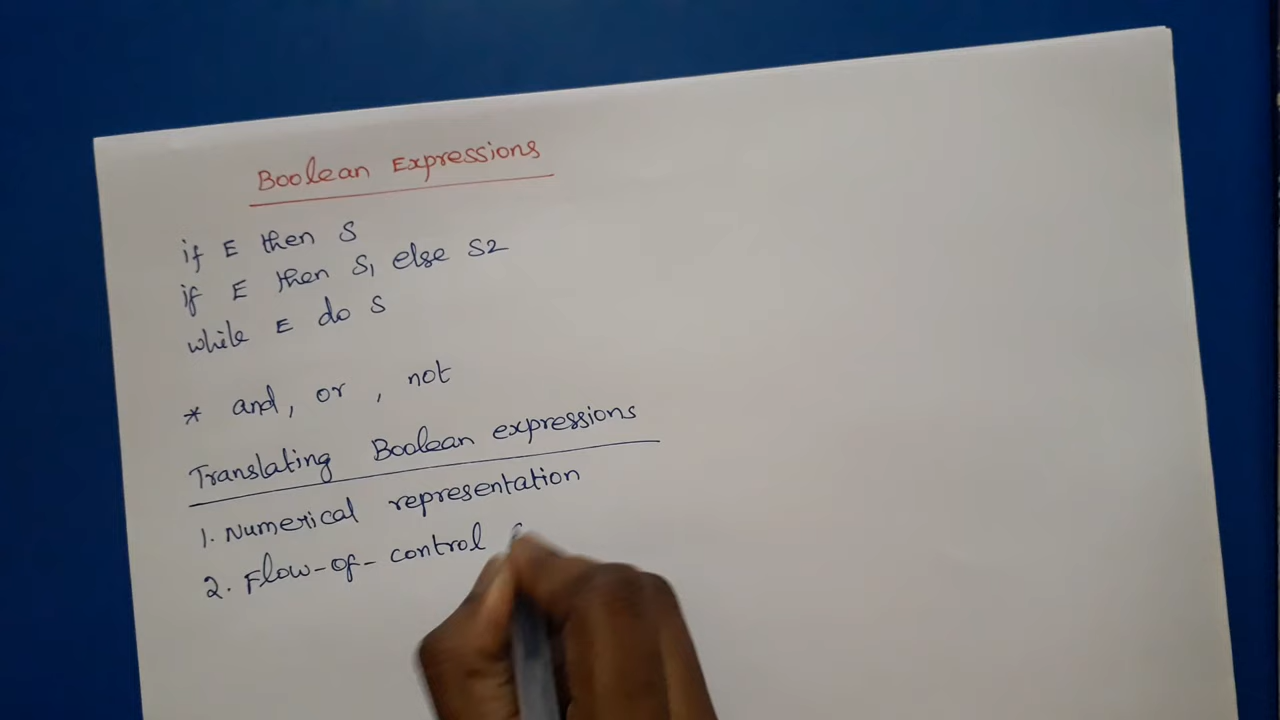 Boolean Expressions
if E then S
if E then S1 else S2
while E do S
* and, or, not
Translating Boolean expressions
1. Numerical representation
2. Flow-of-control